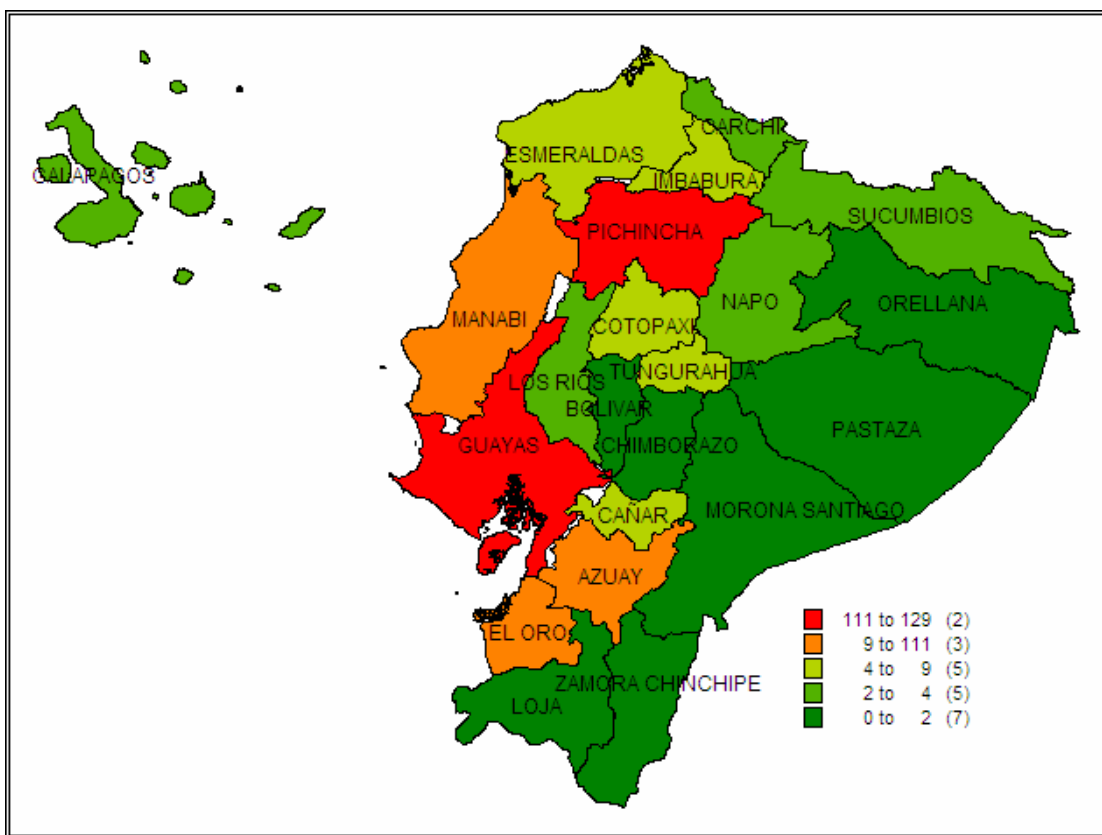 CARCHI
ESMERALDAS
GALAPAGOS
IMBABURA
SUCUMBIOS
PICHINCHA
NAPO
ORELLANA
MANABI
COTOPAXI
TUNGURAHUA
LOS RIOS
BOLIVAR
PASTAZA
GUAYAS
CHIMBORAZO
MORONA SANTIAGO
CAÑAR
AZUAY
EL ORO
ZAMORA CHINCHIPE
LOJA
111 to 129 (2)
9 to 111 (3)
4 to 9 (5)
2 to 4 (5)
0 to 2 (7)